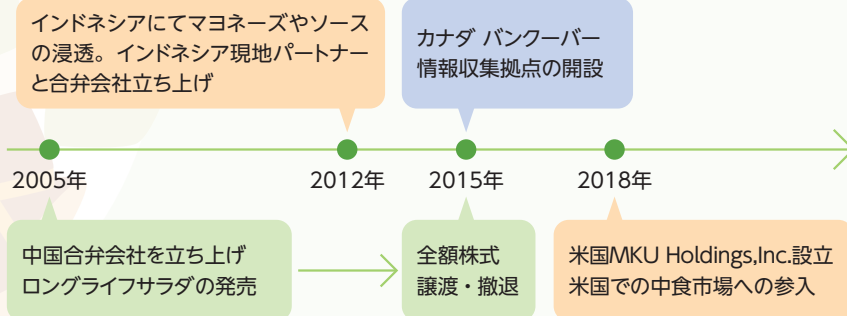 インドネシアにてマヨネーズやソース
の浸透。インドネシア現地パートナー
と合弁会社立ち上げ
カナダ バンクーバー
情報収集拠点の開設
2005年
2012年
2015年
2018年
中国合弁会社を立ち上げ
ロングライフサラダの発売
全額株式
譲渡・撤退
米国MKU Holdings,Inc.設立
米国での中食市場への参入